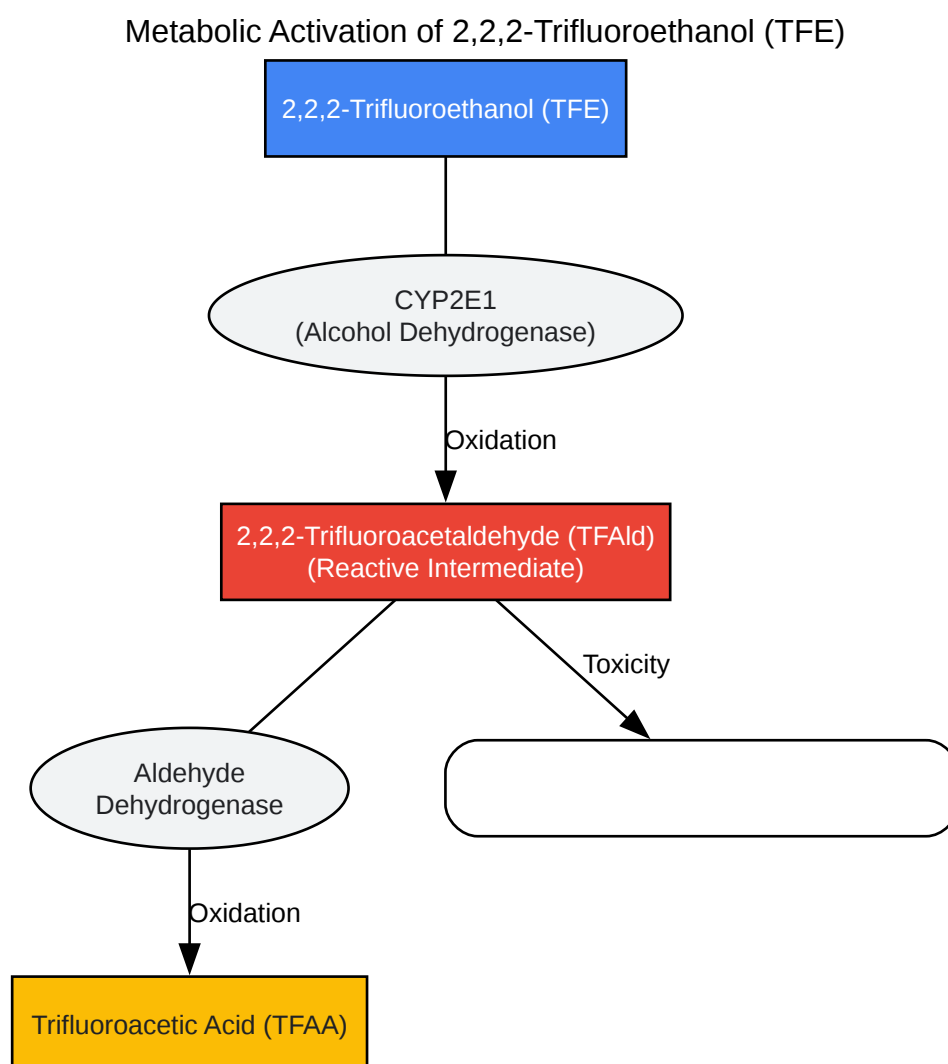 Metabolic Activation of 2,2,2-Trifluoroethanol (TFE)
2,2,2-Trifluoroethanol (TFE)
CYP2E1
(Alcohol Dehydrogenase)
Oxidation
2,2,2-Trifluoroacetaldehyde (TFAld)
(Reactive Intermediate)
Toxicity
Aldehyde
Dehydrogenase
Oxidation
Trifluoroacetic Acid (TFAA)